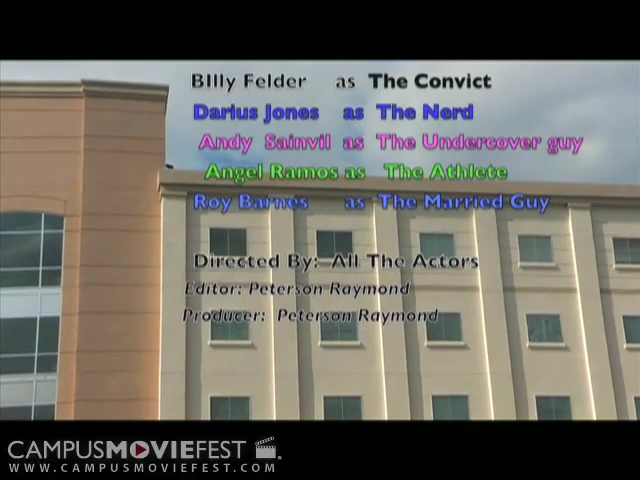 BIlly Felder as The Convict
Darius Jones as The Nerd
Andy Sainvil as The Undercover guy
Angel Ramos as The Athlete
Roy Barnes as The Married Guy
Directed By: All The Actors
Editor: Peterson Raymond
Producer: Peterson Raymond
CAMPUSMOVIEFEST
WWW.CAMPUSMOVIEFEST.COM